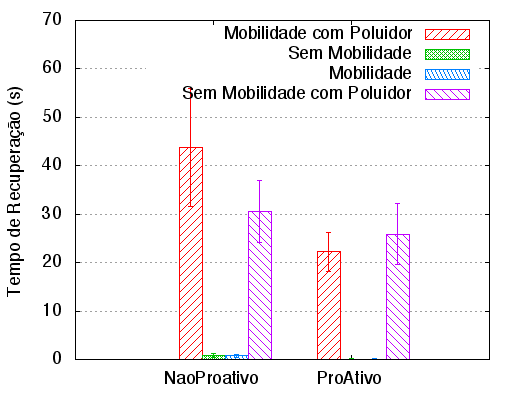 70
60
50
40
30
20
10
0
Tempo de Recuperação (s)
Mobilidade com Poluidor
Sem Mobilidade
Mobilidade
Sem Mobilidade com Poluidor
NaoProativo
ProAtivo